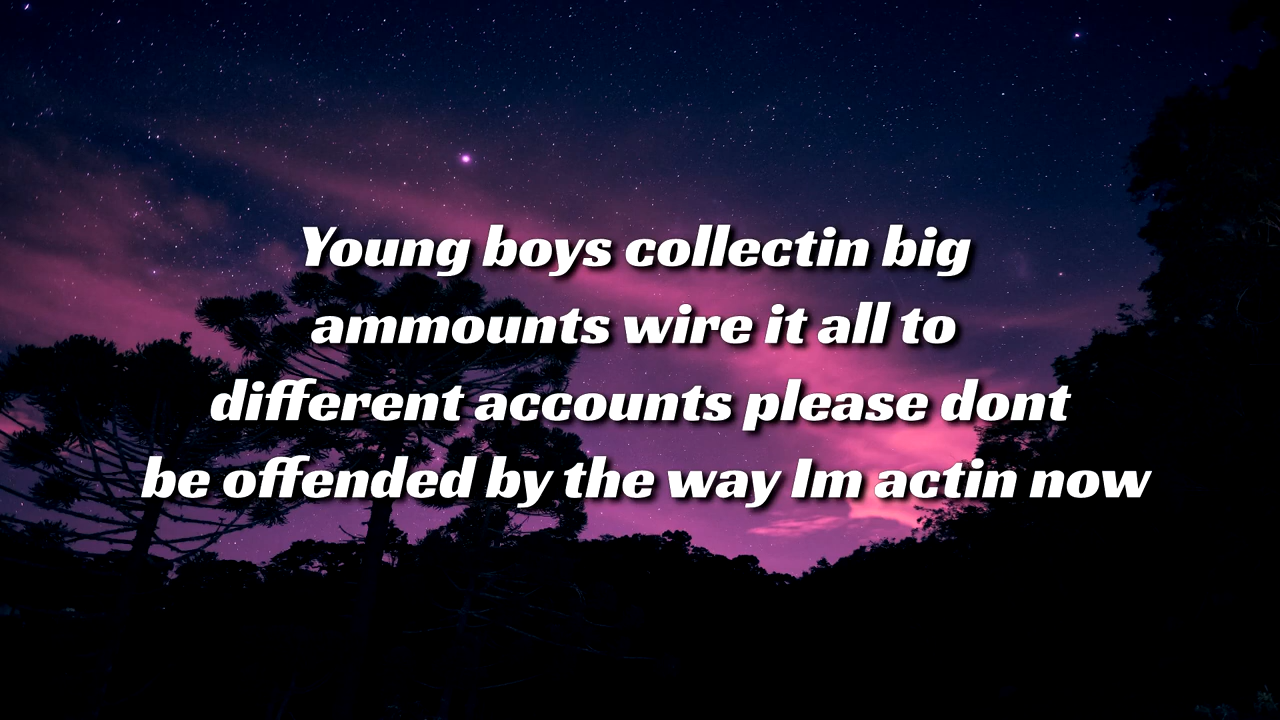 Young boys collectin big
ammounts wire it all to
different accounts please dont
be offended by the way Im actin now